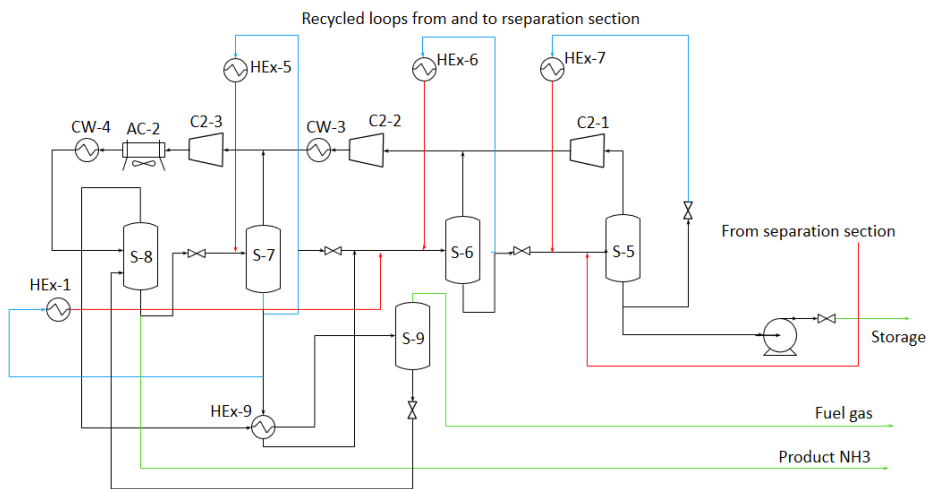 Recycled loops from and to rseparation section
HEx-5
HEx-6
HEx-7
CW-4
AC-2
C2-3
CW-3
C2-2
C2-1
S-8
S-7
S-6
S-5
From separation section
HEx-1
S-9
Storage
HEx-9
Fuel gas
Product NH3